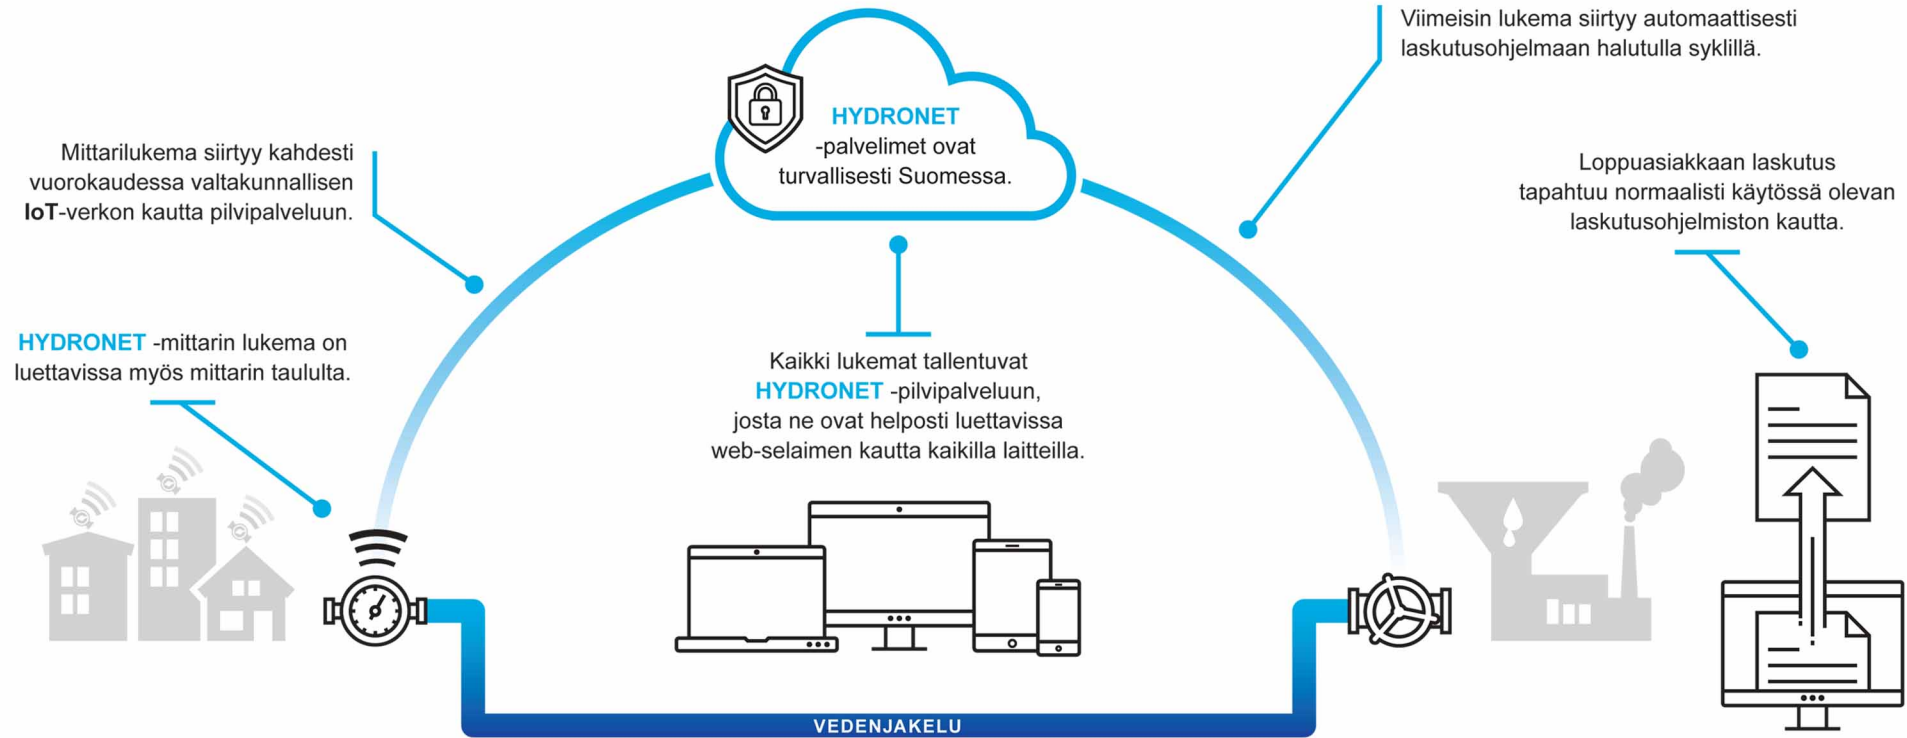 Viimeisin lukema siirtyy automaattisesti
laskutusohjelmaan halutulla syklillä.
HYDRONET
-palvelimet ovat
turvallisesti Suomessa.
Mittarilukema siirtyy kahdesti
vuorokaudessa valtakunnallisen
IoT-verkon kautta pilvipalveluun.
Loppuasiakkaan laskutus
tapahtuu normaalisti käytössä olevan
laskutusohjelmiston kautta.
HYDRONET -mittarin lukema on
luettavissa myös mittarin taululta.
Kaikki lukemat tallentuvat
HYDRONET -pilvipalveluun,
josta ne ovat helposti luettavissa
web-selaimen kautta kaikilla laitteilla.
VEDENJAKELU